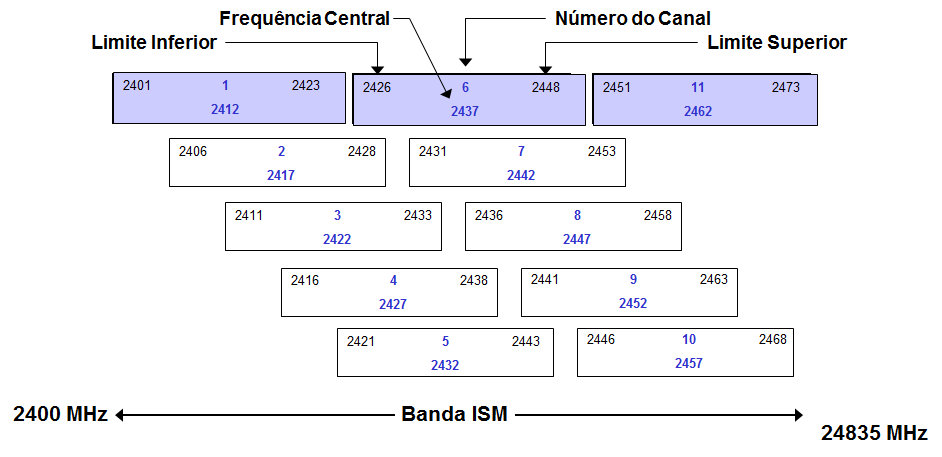 Frequência Central
Número do Canal
Limite Inferior
Limite Superior
2401 1 2423
2412
2426 6 2448
2437
2451 11 2473
2462
2406 2 2428
2417
2431 7 2453
2442
2411 3 2433
2422
2436 8 2458
2447
2416 4 2438
2427
2441 9 2463
2452
2421 5 2443
2432
2446 10 2468
2457
2400 MHz
Banda ISM
24835 MHz